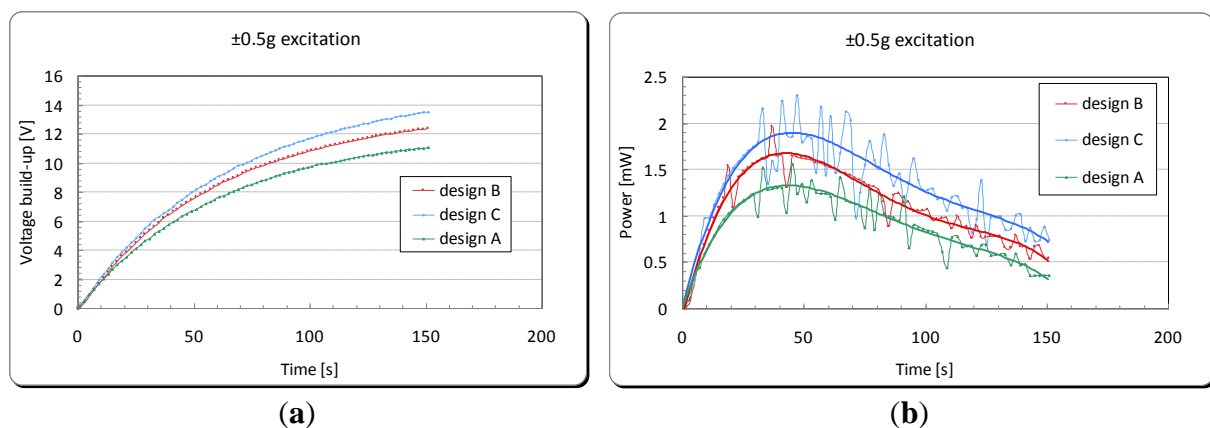 ±0.5g excitation
Voltage build-up [V]
16
14
12
10
8
6
4
2
0
0 50 100 150 200
Time [s]
design B
design C
design A
(a)
±0.5g excitation
Power [mW]
2.5
2
1.5
1
0.5
0
0 50 100 150 200
Time [s]
design B
design C
design A
(b)